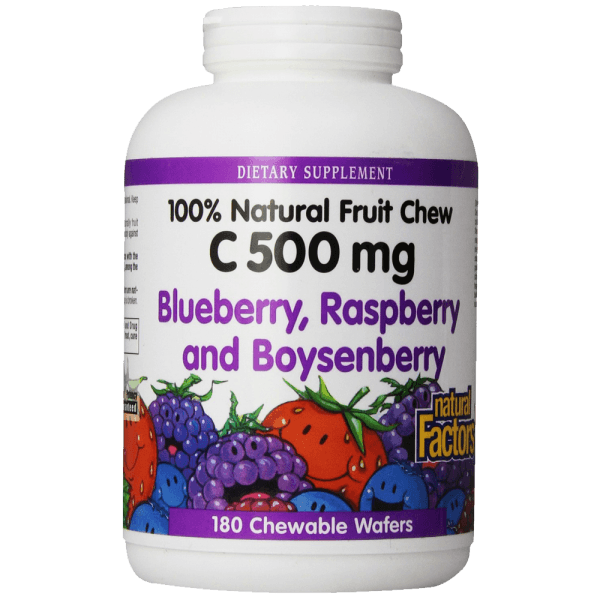 DIETARY SUPPLEMENT
100% Natural Fruit Chew
C 500 mg
Blueberry, Raspberry
and Boysenberry
natural
Factors
180 Chewable Wafers